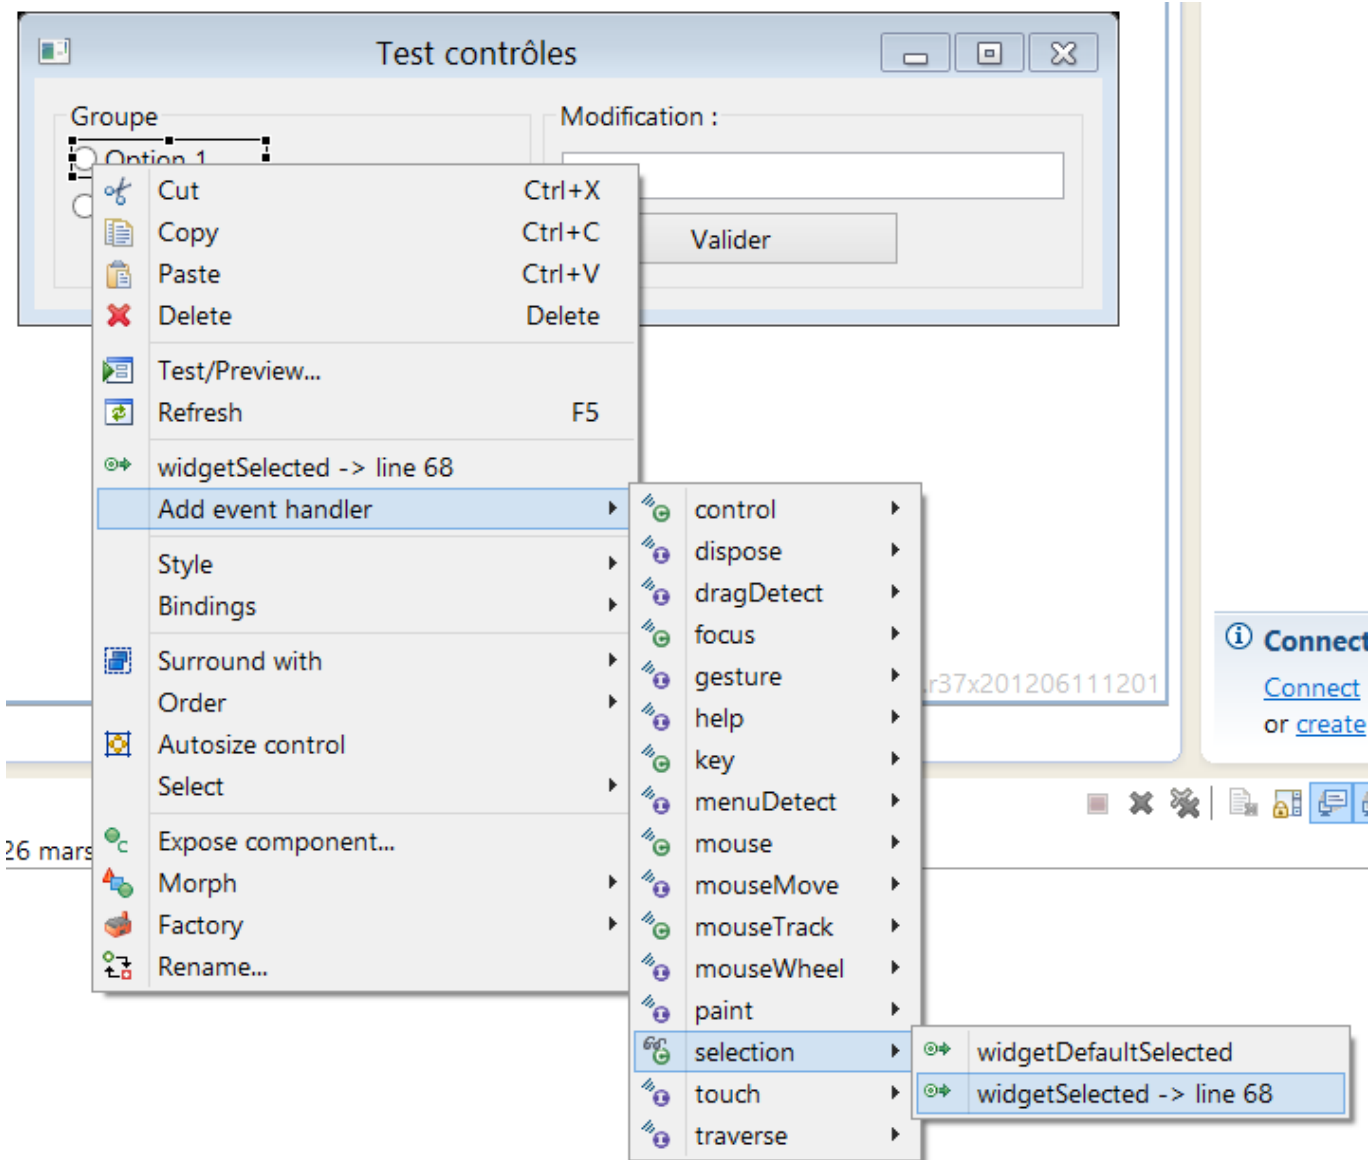 Test contrôles
Groupe
Modification :
Option 1
Cut Ctrl+X
Copy Ctrl+C
Valider
Paste Ctrl+V
Delete Delete
Test/Preview...
Refresh F5
widgetSelected -> line 68
Add event handler
Style
Bindings
Surround with
Order
Autosize control
Select
Expose component...
Morph
Factory
Rename...
control
dispose
dragDetect
focus
gesture
help
key
menuDetect
mouse
mouseMove
mouseTrack
mouseWheel
paint
selection
touch
traverse
widgetDefaultSelected
widgetSelected -> line 68
.r37x201206111201
Connect
Connect
or create
26 mars